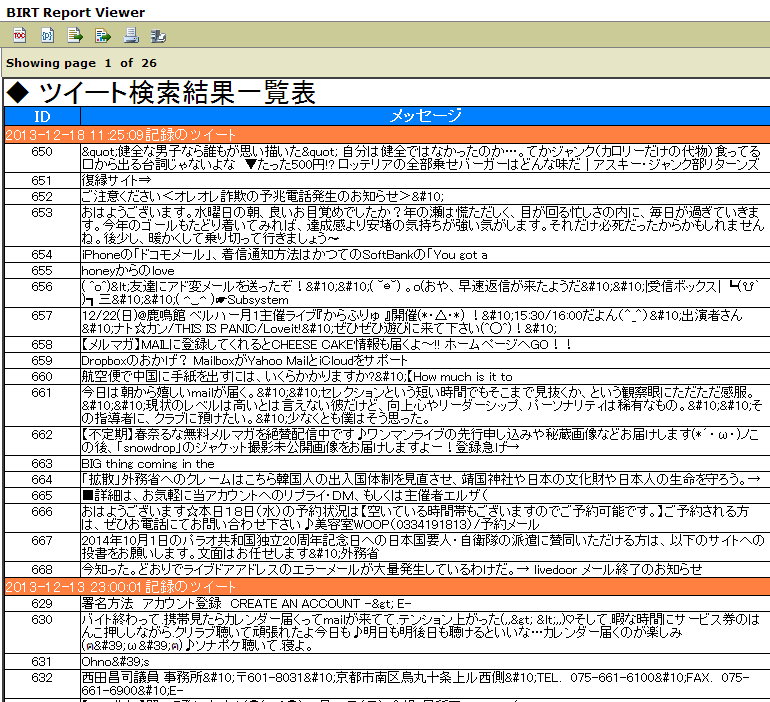 BIRT Report Viewer
Showing page 1 of 26
◆ ツイート検索結果一覧表
ID メッセージ
2013-12-18 11:25:09記録のツイート
650 &quot;健全な男子なら誰もが思い描いた&quot; 自分は健全ではなかったのか…。てかジャンク(カロリーだけの代物)食ってる
口から出る台詞じゃないよな ▼たった500円!? ロッテリアの全部乗せバーガーはどんな味だ | アスキー・ジャンク部リターンズ
651 復縁サイト⇒
652 ご注意ください<オレオレ詐欺の予兆電話発生のお知らせ>&#10;
653 おはようございます。水曜日の朝、良いお目覚めでしたか？年の瀬は慌ただしく、目が回る忙しさの内に、毎日が過ぎていきま
す。今年のゴールもたどり着いてみれば、達成感より安堵の気持ちが強い気がします。それだけ必死だったからかもしれません
ね。後少し、暖かくして乗り切って行きましょう～
654 iPhoneの「ドコモメール」、着信通知方法はかつてのSoftBankの「You got a
655 honeyからのlove
656 ( ^o^)&lt;友達にアド変メールを送ったぞ！&#10;&#10;( ˘⊖˘) 。o(おや、早速返信が来たようだ&#10;&#10;|受信ボックス| ┗(☋`
)┓三&#10;&#10;( ◠‿◠ )☛Subsystem
657 12/22(日)@鹿鳴館 ベルハー月1主催ライブ『からふりゅ』開催(*・△・*) ！&#10;15:30/16:00だよん(^_^)&#10;出演者さん
&#10;ナト☆カン/THIS IS PANIC/Loveit!&#10;ぜひぜひ遊びに来て下さい(^○^)！&#10;
658 【メルマガ】MAILに登録してくれるとCHEESE CAKE情報も届くよ～!! ホームページへGO！！
659 Dropboxのおかげ？ MailboxがYahoo MailとiCloudをサポート
660 航空便で中国に手紙を出すには、いくらかかりますか?&#10;【How much is it to
661 今日は朝から嬉しいmailが届く。&#10;&#10;セレクションという短い時間でもそこまで見抜くか、という観察眼にただただ感服。
&#10;&#10;現状のレベルは高いとは言えない彼だけど、向上心やリーダーシップ、パーソナリティは稀有なもの。&#10;&#10;そ
の指導者に、クラブに預けたい。&#10;少なくとも僕はそう思った。
662 【不定期】春奈るな無料メルマガを絶賛配信中です♪ワンマンライブの先行申し込みや秘蔵画像などお届けします(*´・ω・)ノこ
の後、「snowdrop」のジャケット撮影未公開画像をお届けしますよー！登録急げ→
663 BIG thing coming in the
664 「拡散」外務省へのクレームはこちら韓国人の出入国体制を見直させ、靖国神社や日本の文化財や日本人の生命を守ろう。→
665 ■詳細は、お気軽に当アカウントへのリプライ・DM、もしくは主催者エルザ(
666 おはようございます☆本日１８日（水）の予約状況は【空いている時間帯もございますのでご予約可能です。】ご予約される方
は、ぜひお電話にてお問い合わせ下さい♪美容室WOOP(0334191813)/予約メール
667 2014年10月1日のパラオ共和国独立20周年記念日への日本国要人・自衛隊の派遣に賛同いただける方は、以下のサイトへの
投書をお願いします。文面はお任せします&#10;外務省
668 今知った。どおりでライブドアアドレスのエラーメールが大量発生しているわけだ。→ livedoor メール終了のお知らせ
2013-12-13 23:00:01記録のツイート
629 署名方法 アカウント登録 CREATE AN ACCOUNT -&gt; E-
630 バイト終わって、携帯見たらカレンダー届くってmailが来てて、テンション上がった(,,&gt; &lt;,,)♡そして、暇な時間にサービス券のは
んこ押ししながら、クリラブ聴いて頑張れたよ今日も♪明日も明後日も聴けるといいな…カレンダー届くのが楽しみ
(ฅ&#39;ω&#39;ฅ)♪ツナポケ聴いて、寝よ。
631 Ohno&#39;s
632 西田昌司議員 事務所&#10;〒601-8031&#10;京都市南区烏丸十条上ル西側&#10;TEL. 075-661-6100&#10;FAX. 075-
661-6900&#10;E-